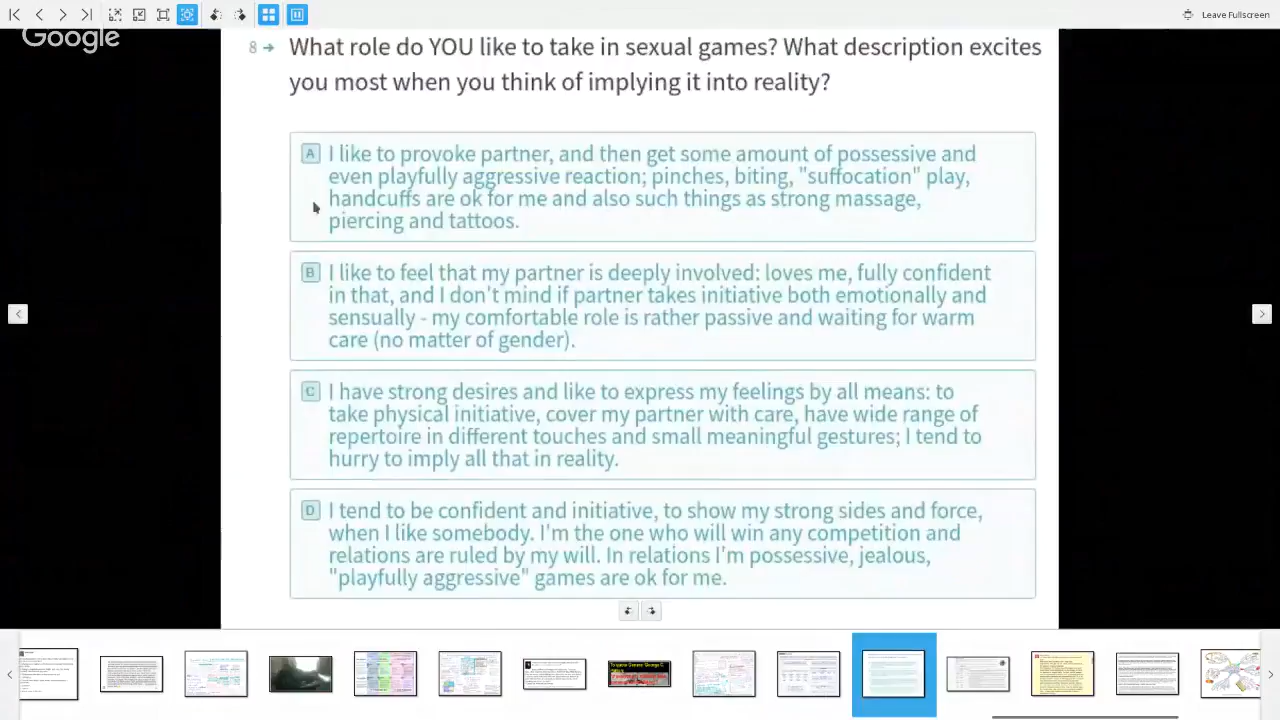 Leave Fullscreen
Google
8 → What role do YOU like to take in sexual games? What description excites
you most when you think of implying it into reality?
A I like to provoke partner, and then get some amount of possessive and
even playfully aggressive reaction; pinches, biting, "suffocation" play,
handcuffs are ok for me and also such things as strong massage,
piercing and tattoos.
B I like to feel that my partner is deeply involved: loves me, fully confident
in that, and I don't mind if partner takes initiative both emotionally and
sensually - my comfortable role is rather passive and waiting for warm
care (no matter of gender).
C I have strong desires and like to express my feelings by all means: to
take physical initiative, cover my partner with care, have wide range of
repertoire in different touches and small meaningful gestures; I tend to
hurry to imply all that in reality.
D I tend to be confident and initiative, to show my strong sides and force,
when I like somebody. I'm the one who will win any competition and
relations are ruled by my will. In relations I'm possessive, jealous,
"playfully aggressive" games are ok for me.